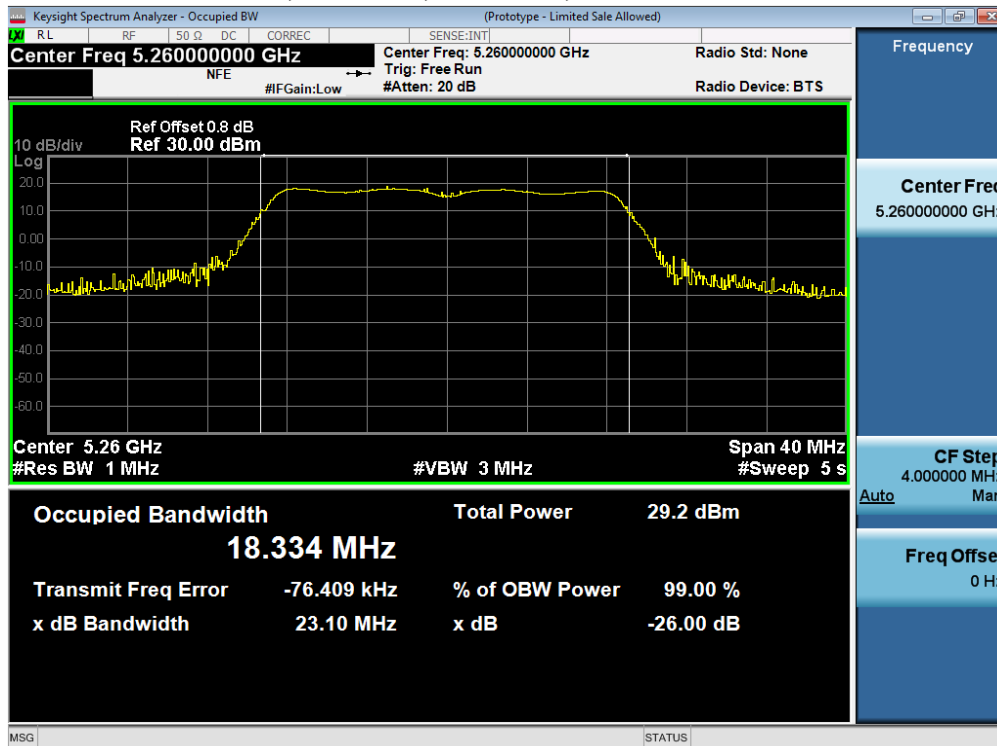 Keysight Spectrum Analyzer - Occupied BW (Prototype - Limited Sale Allowed)
LXI RL RF 50 Ω DC CORREC SENSE:INT
Center Freq 5.260000000 GHz
NFE
#IFGain:Low
Center Freq: 5.260000000 GHz
Trig: Free Run
#Atten: 20 dB
Radio Std: None
Radio Device: BTS
Ref Offset 0.8 dB
10 dB/div Ref 30.00 dBm
Log
20.0
10.0
0.00
-10.0
-20.0
-30.0
-40.0
-50.0
-60.0
Center 5.26 GHz Span 40 MHz
#Res BW 1 MHz #VBW 3 MHz #Sweep 5 s
Occupied Bandwidth Total Power 29.2 dBm
18.334 MHz
Transmit Freq Error -76.409 kHz % of OBW Power 99.00 %
x dB Bandwidth 23.10 MHz x dB -26.00 dB
Frequency
Center Freq
5.260000000 GH
CF Step
4.000000 MH
Auto Man
Freq Offse
0 H
MSG STATUS